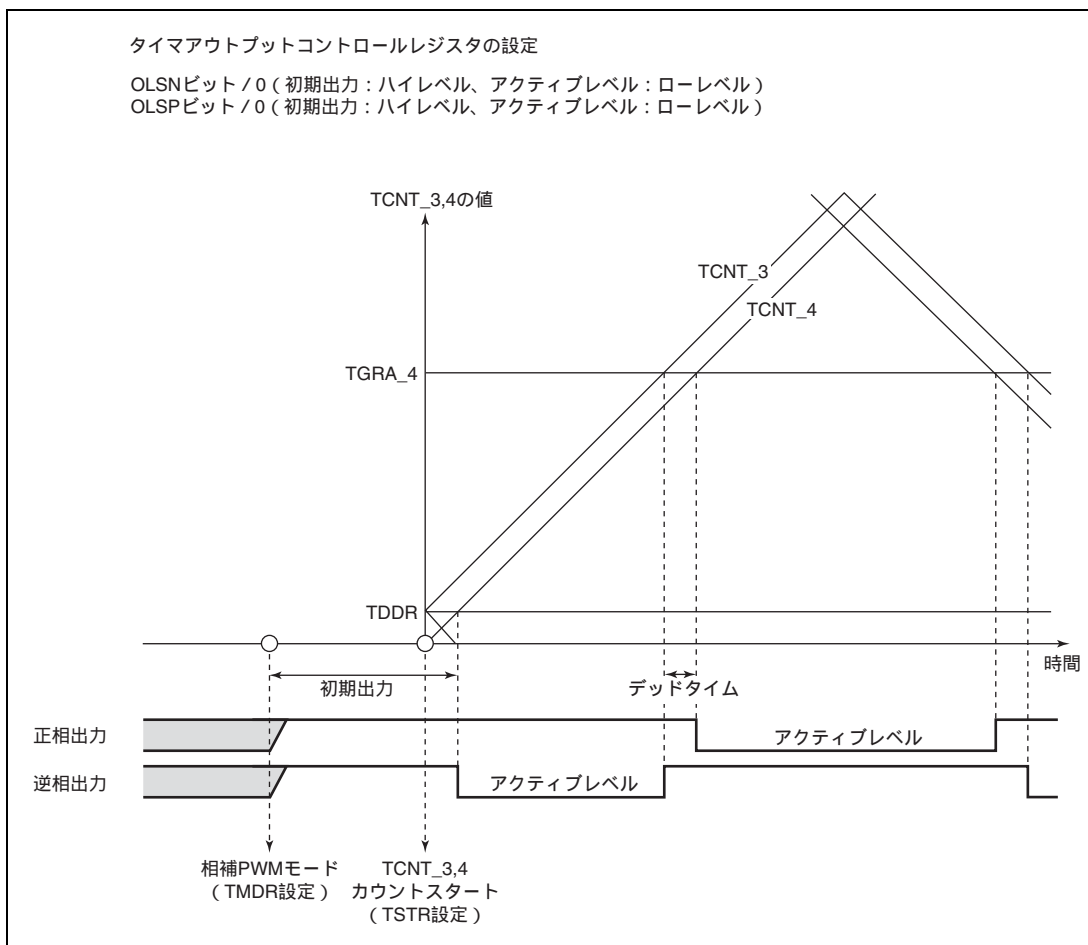 タイマアウトプットコントロールレジスタの設定
OLSNビット / 0 ( 初期出力 : ハイレベル、アクティブレベル : ローレベル )
OLSPビット / 0 ( 初期出力 : ハイレベル、アクティブレベル : ローレベル )
TCNT_3,4の値
TCNT_3
TCNT_4
TGRA_4
TDDR
時間
初期出力
デッドタイム
正相出力
アクティブレベル
逆相出力
アクティブレベル
相補PWMモード
( TMDR設定 )
TCNT_3,4
カウントスタート
( TSTR設定 )